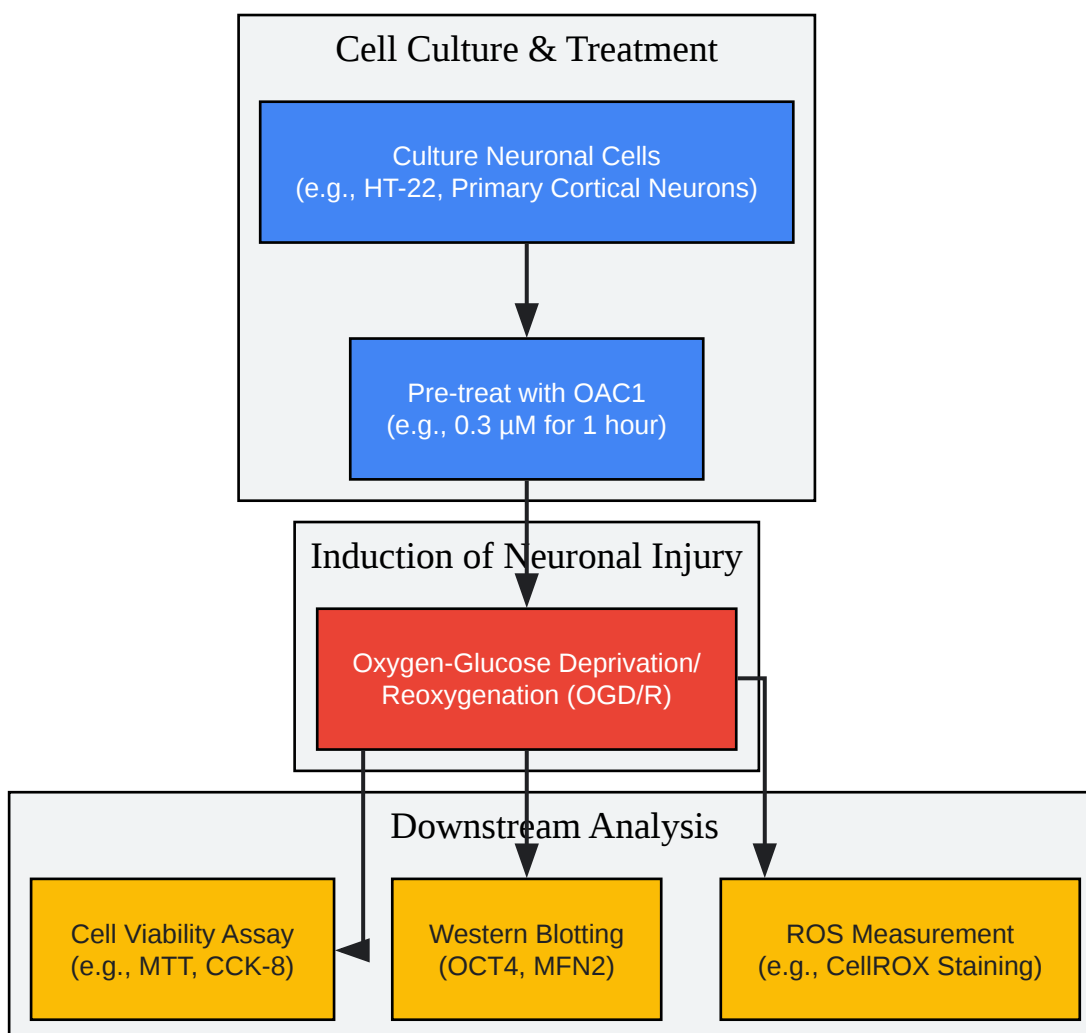 Cell Culture & Treatment
Culture Neuronal Cells
(e.g., HT-22, Primary Cortical Neurons)
Pre-treat with OAC1
(e.g., 0.3 µM for 1 hour)
Induction of Neuronal Injury
Oxygen-Glucose Deprivation/
Reoxygenation (OGD/R)
Downstream Analysis
Cell Viability Assay
(e.g., MTT, CCK-8)
Western Blotting
(OCT4, MFN2)
ROS Measurement
(e.g., CellROX Staining)